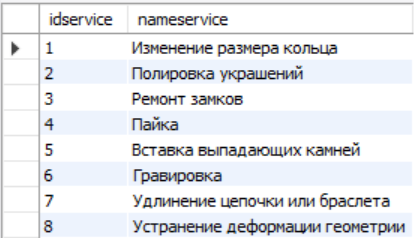 idservice nameservice
1 Изменение размера кольца
2 Полировка украшений
3 Ремонт замков
4 Пайка
5 Вставка выпадающих камней
6 Гравировка
7 Удлинение цепочки или браслета
8 Устранение деформации геометрии